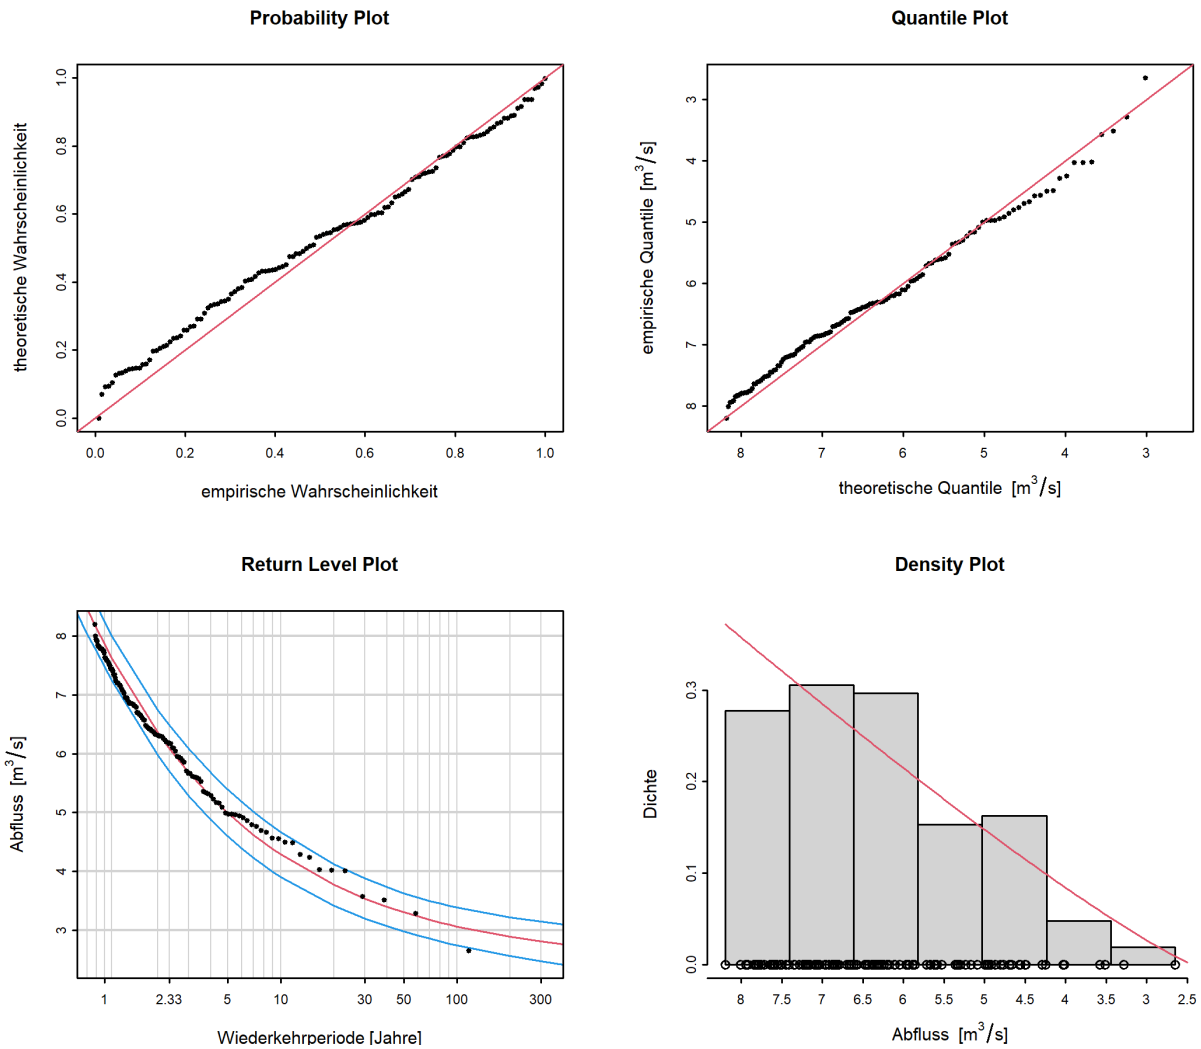 Probability Plot
theoretische Wahrscheinlichkeit
0.0 0.2 0.4 0.6 0.8 1.0
0.0 0.2 0.4 0.6 0.8 1.0
empirische Wahrscheinlichkeit
Quantile Plot
empirische Quantile [m³/s]
3 4 5 6 7 8
8 7 6 5 4 3
theoretische Quantile [m³/s]
Return Level Plot
Abfluss [m³/s]
3 4 5 6 7 8
1 2.33 5 10 30 50 100 300
Wiederkehrperiode [Jahre]
Density Plot
Dichte
0.0 0.1 0.2 0.3
8 7.5 7 6.5 6 5.5 5 4.5 4 3.5 3 2.5
Abfluss [m³/s]